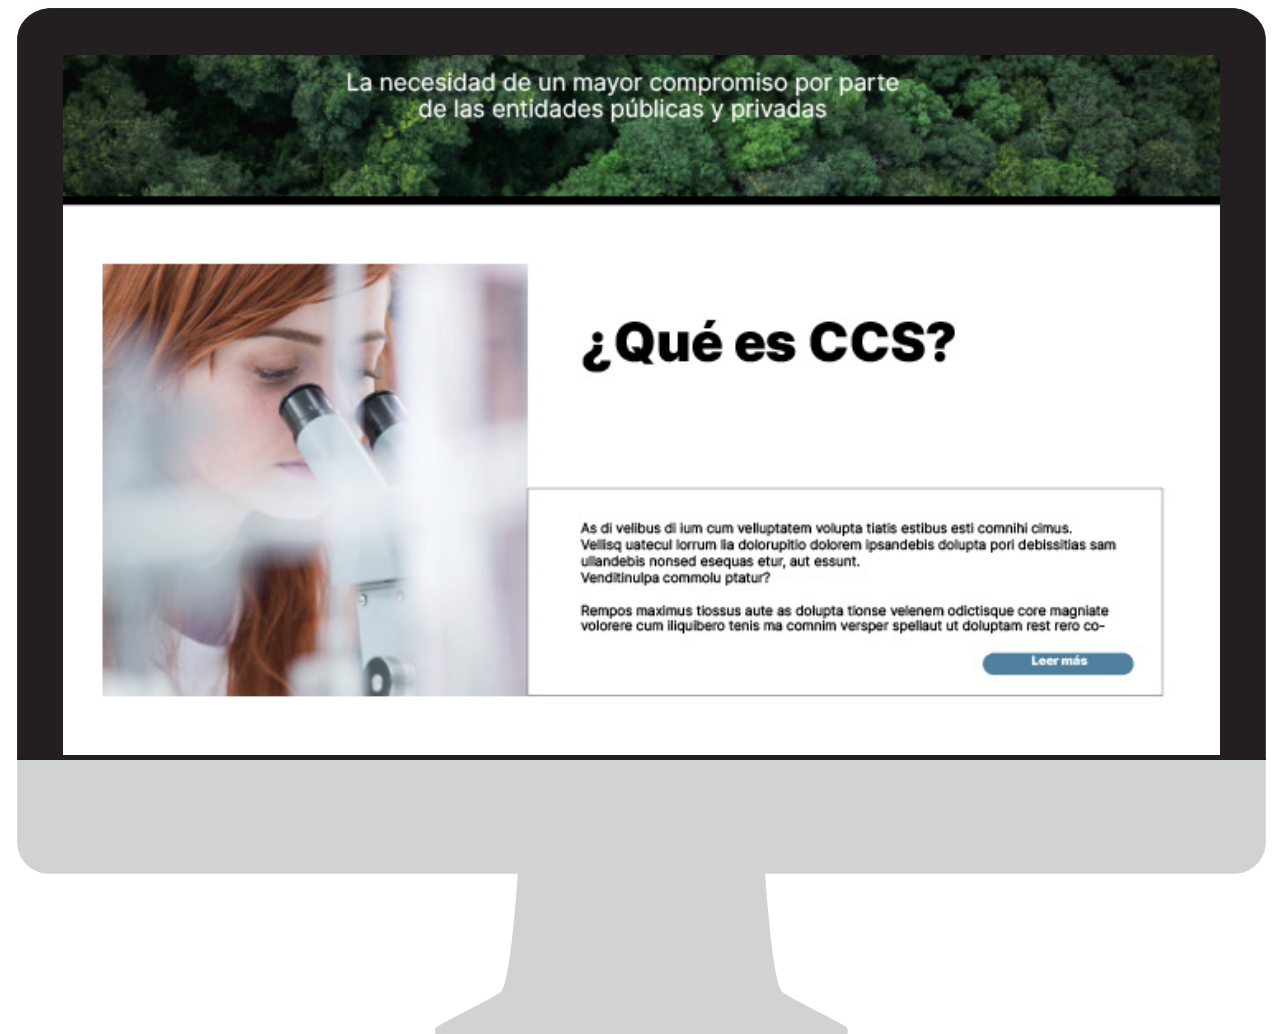 La necesidad de un mayor compromiso por parte
de las entidades públicas y privadas
¿Qué es CCS?
As di velibus di ium cum velluptatem volupta tiatis estibus esti comnihi cimus.
Vellisq uatecul lorrum lia dolorupitio dolorem ipsandebis dolupta pori debissitias sam
ullandebis nonsed esequas etur, aut essunt.
Venditinulpa commolu ptatur?
Rempos maximus tiossus aute as dolupta tionse velenem odictisque core magniate
volorere cum iliquibero tenis ma comnim versper spellaut ut doluptam rest rero co-
Leer más